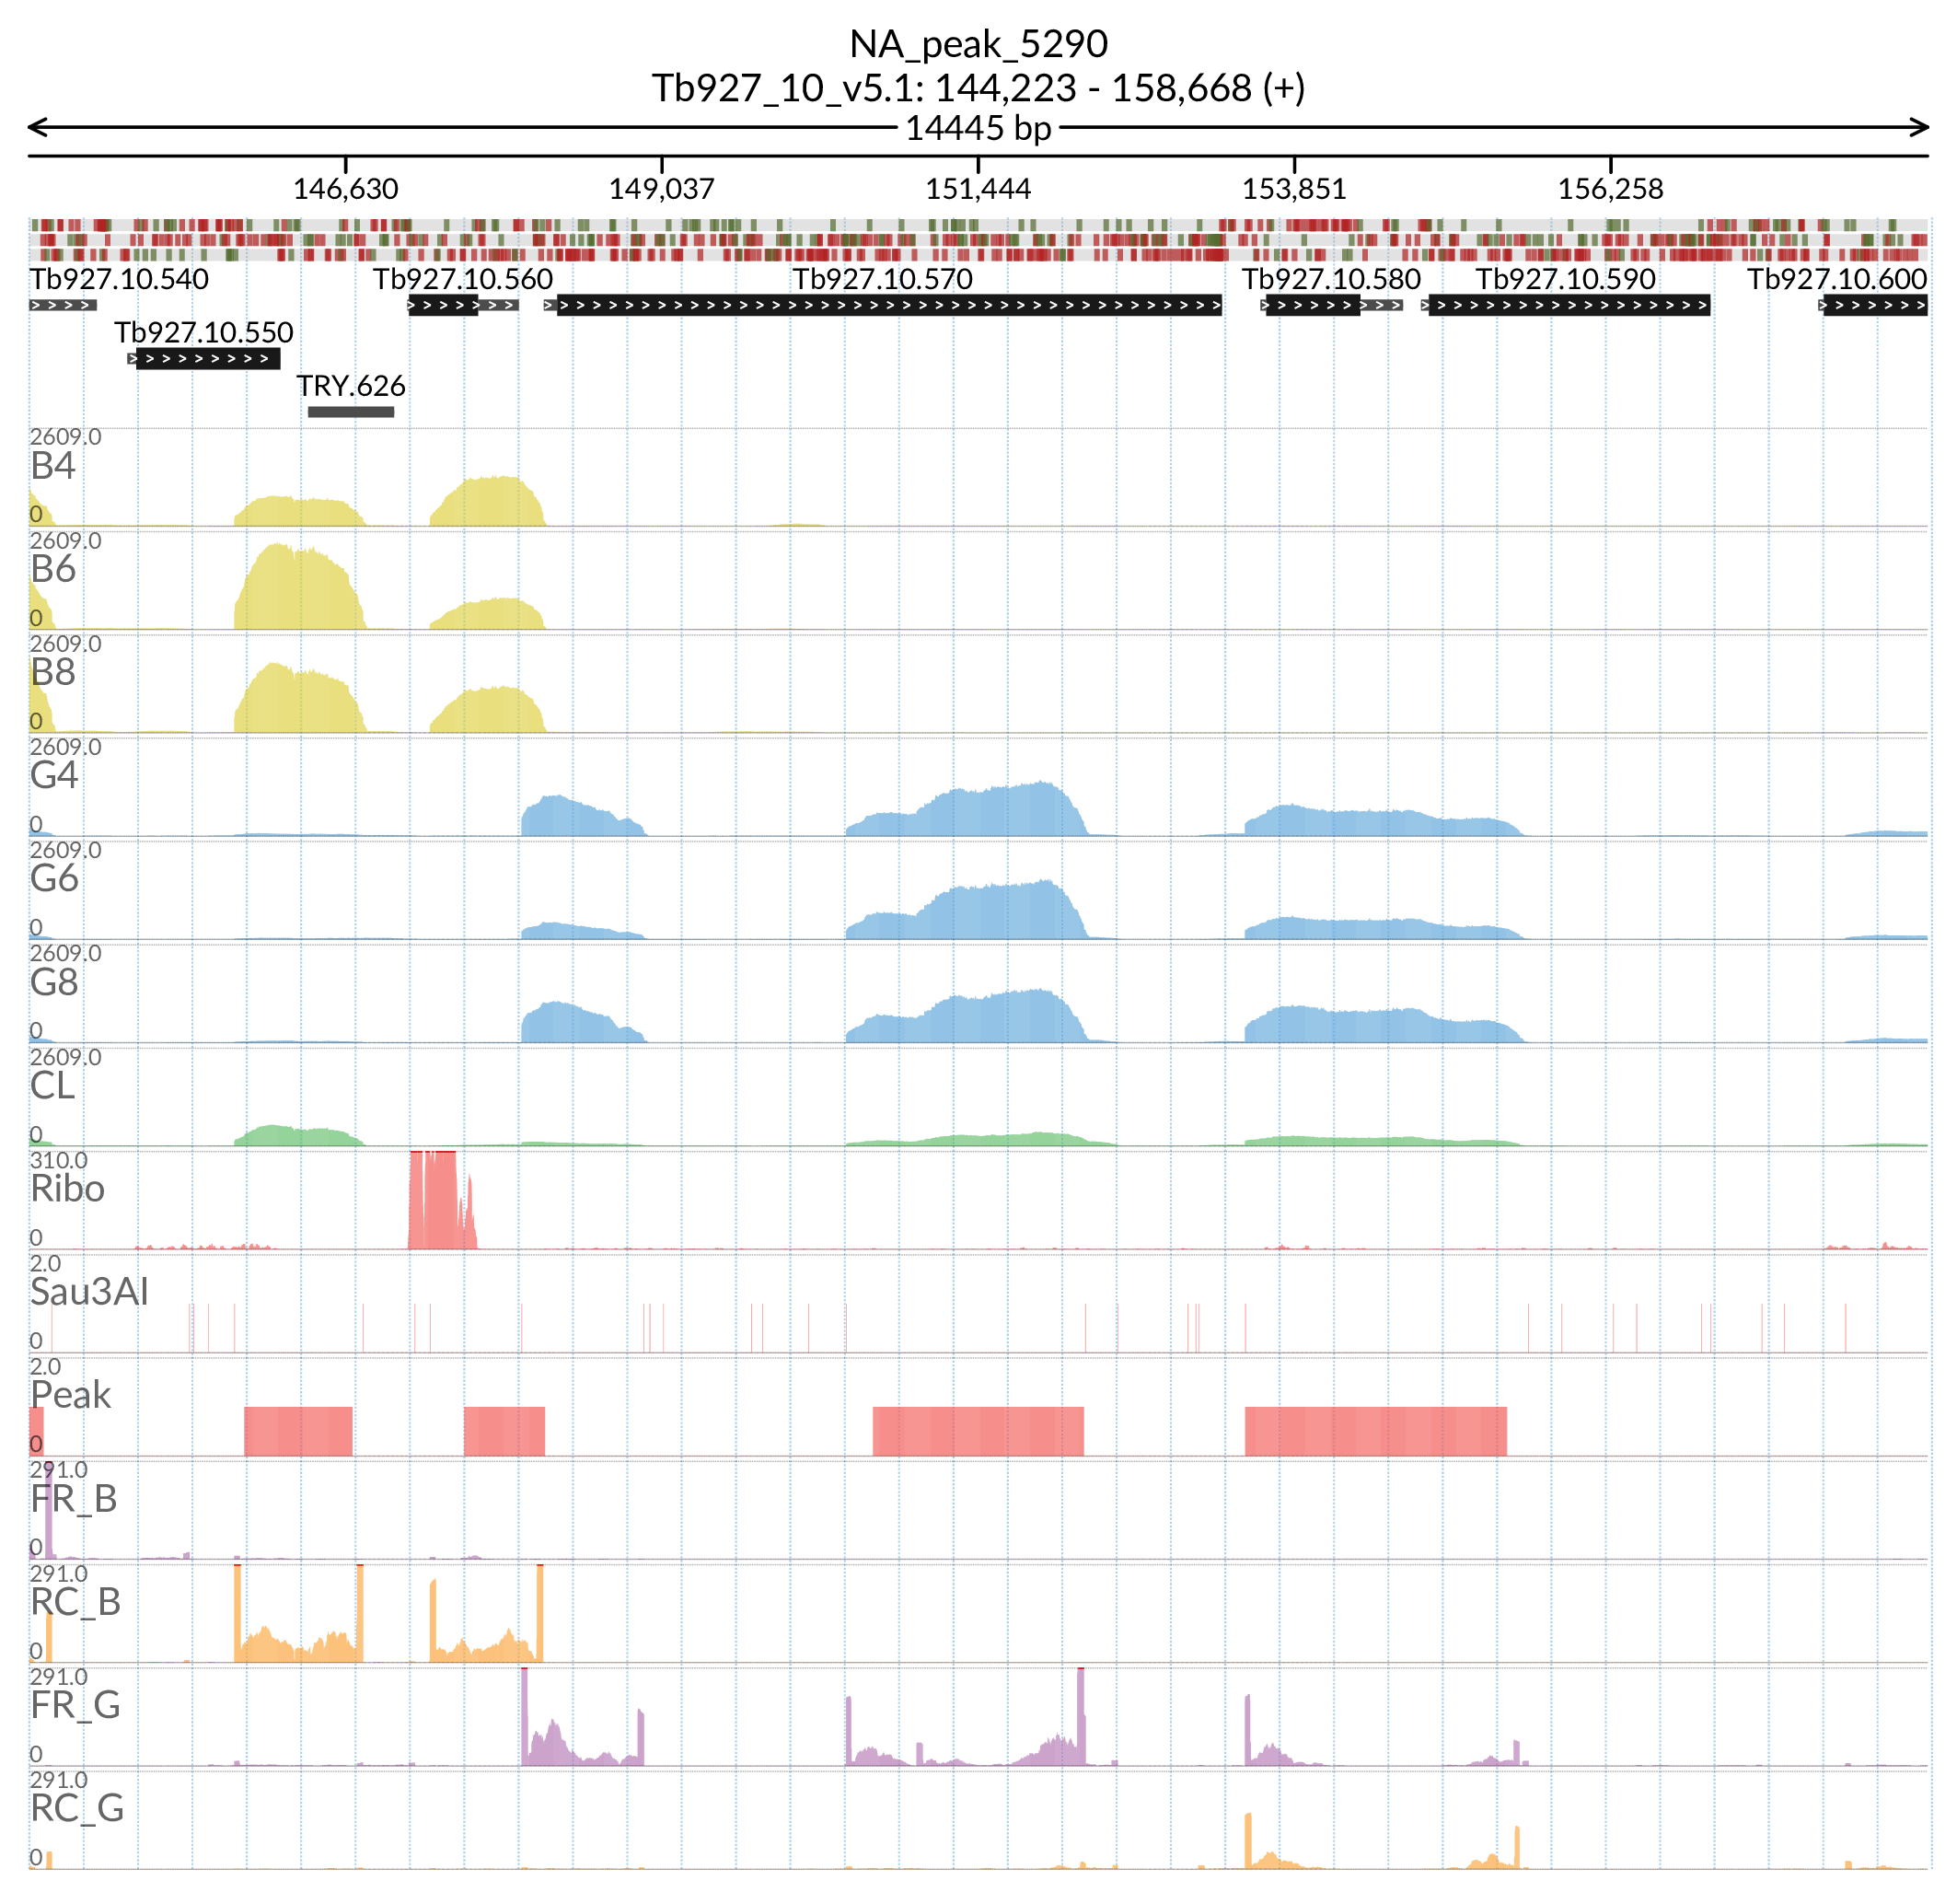 NA_peak_5290
Tb927_10_v5.1: 144,223 - 158,668 (+)
14445 bp
146,630 149,037 151,444 153,851 156,258
Tb927.10.540 Tb927.10.560 Tb927.10.570 Tb927.10.580 Tb927.10.590 Tb927.10.600
Tb927.10.550
TRY.626
2609.0
B4
0
2609.0
B6
0
2609.0
B8
0
2609.0
G4
0
2609.0
G6
0
2609.0
G8
0
2609.0
CL
0
310.0
Ribo
0
2.0
Sau3AI
0
2.0
Peak
0
291.0
FR_B
0
291.0
RC_B
0
291.0
FR_G
0
291.0
RC_G
0